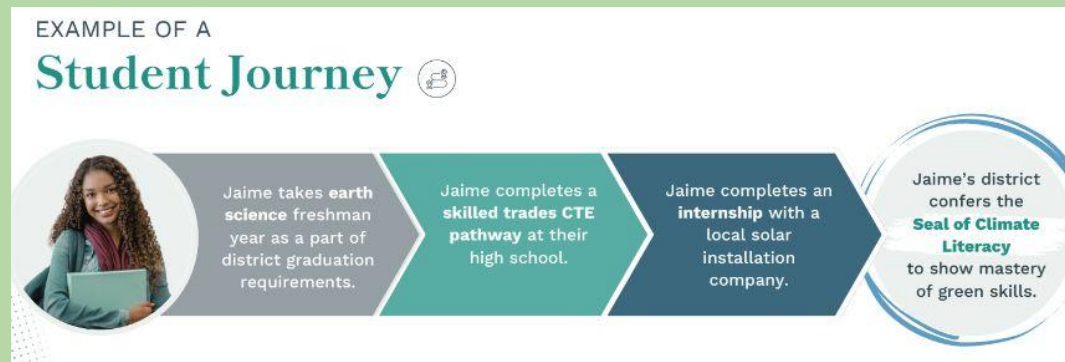 EXAMPLE OF A
Student Journey
Jaime takes earth
science freshman
year as a part of
district graduation
requirements.
Jaime completes a
skilled trades CTE
pathway at their
high school.
Jaime completes an
internship with a
local solar
installation
company.
Jaime’s district
confers the
Seal of Climate
Literacy
to show mastery
of green skills.